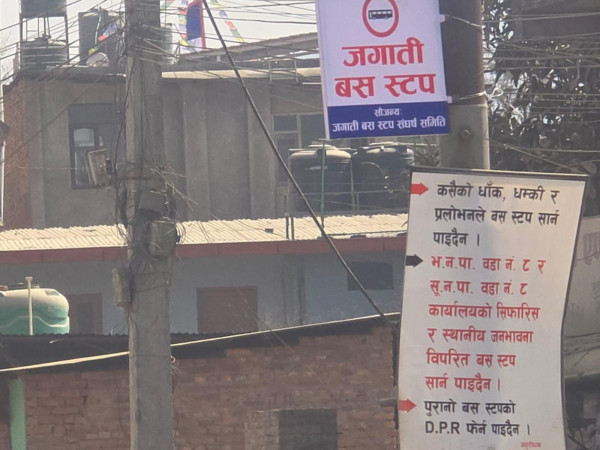 जगाती
बस स्टप
सौजन्यः
जगाती बस स्टप संघर्ष समिति
कसैको धाँक, धम्की र
प्रलोभनले बस स्टप सार्न
पाइदैन ।
भ.न.पा. वडा नं. ८ र
सू.न.पा. वडा नं. ८
कार्यालयको सिफारिस
र स्थानीय जनभावना
विपरित बस स्टप
सार्न पाइदैन ।
पुरानो बस स्टपको
D.P.R फेर्न पाइदैन ।